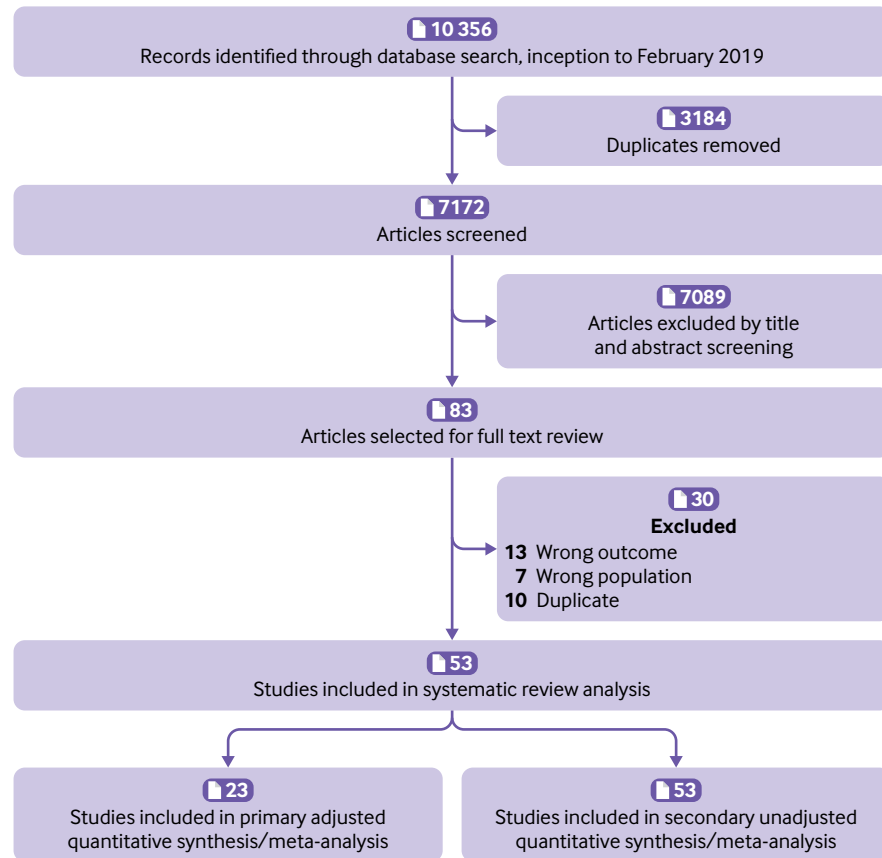 10 356
Records identified through database search, inception to February 2019
3184
Duplicates removed
7172
Articles screened
7089
Articles excluded by title
and abstract screening
83
Articles selected for full text review
30
Excluded
13 Wrong outcome
7 Wrong population
10 Duplicate
53
Studies included in systematic review analysis
23
Studies included in primary adjusted
quantitative synthesis/meta-analysis
53
Studies included in secondary unadjusted
quantitative synthesis/meta-analysis